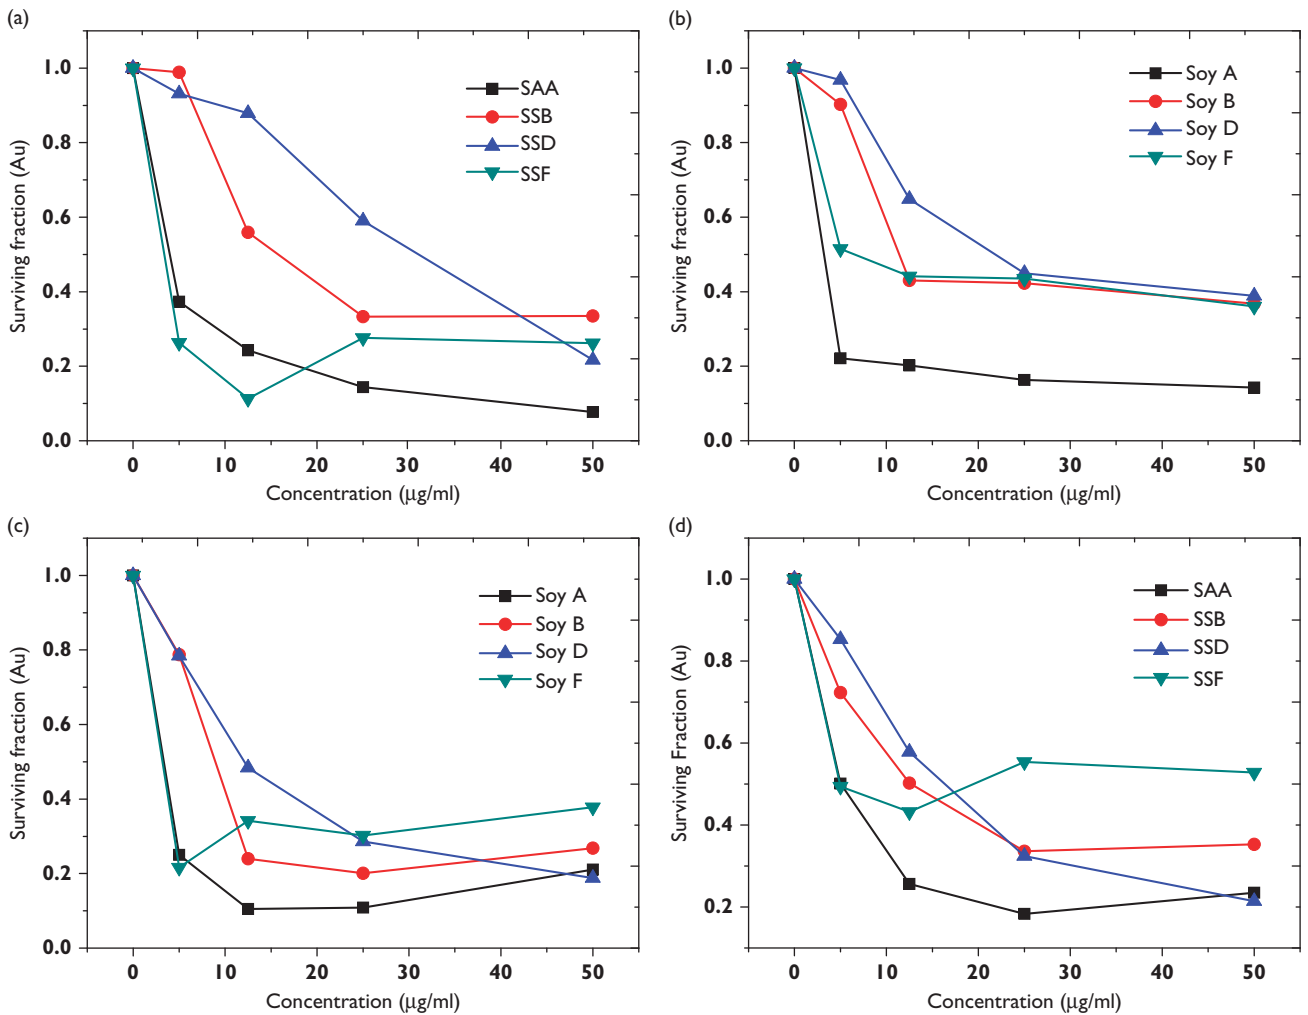 (a)
1.0
0.8
0.6
0.4
0.2
0.0
Surviving fraction (Au)
SAA
SSB
SSD
SSF
0 10 20 30 40 50
Concentration (μg/ml)
(b)
1.0
0.8
0.6
0.4
0.2
0.0
Surviving fraction (Au)
Soy A
Soy B
Soy D
Soy F
0 10 20 30 40 50
Concentration (μg/ml)
(c)
1.0
0.8
0.6
0.4
0.2
0.0
Surviving fraction (Au)
Soy A
Soy B
Soy D
Soy F
0 10 20 30 40 50
Concentration (μg/ml)
(d)
1.0
0.8
0.6
0.4
0.2
Surviving Fraction (Au)
SAA
SSB
SSD
SSF
0 10 20 30 40 50
Concentration (μg/ml)